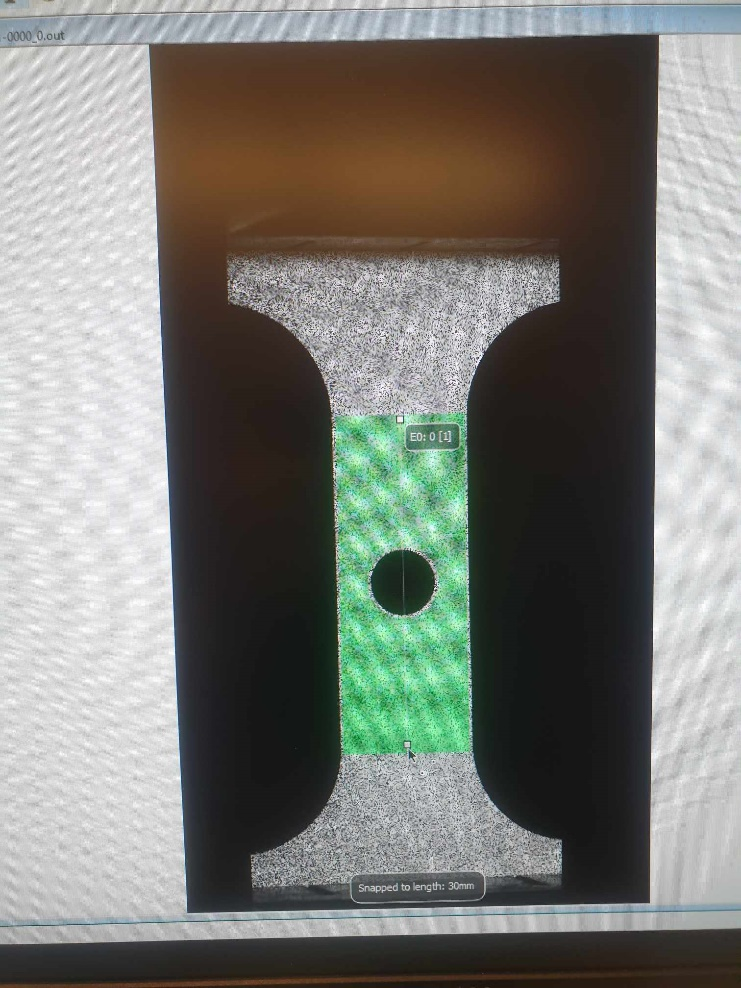 -0000_0.out
E0: 0 [1]
Snapped to length: 30mm